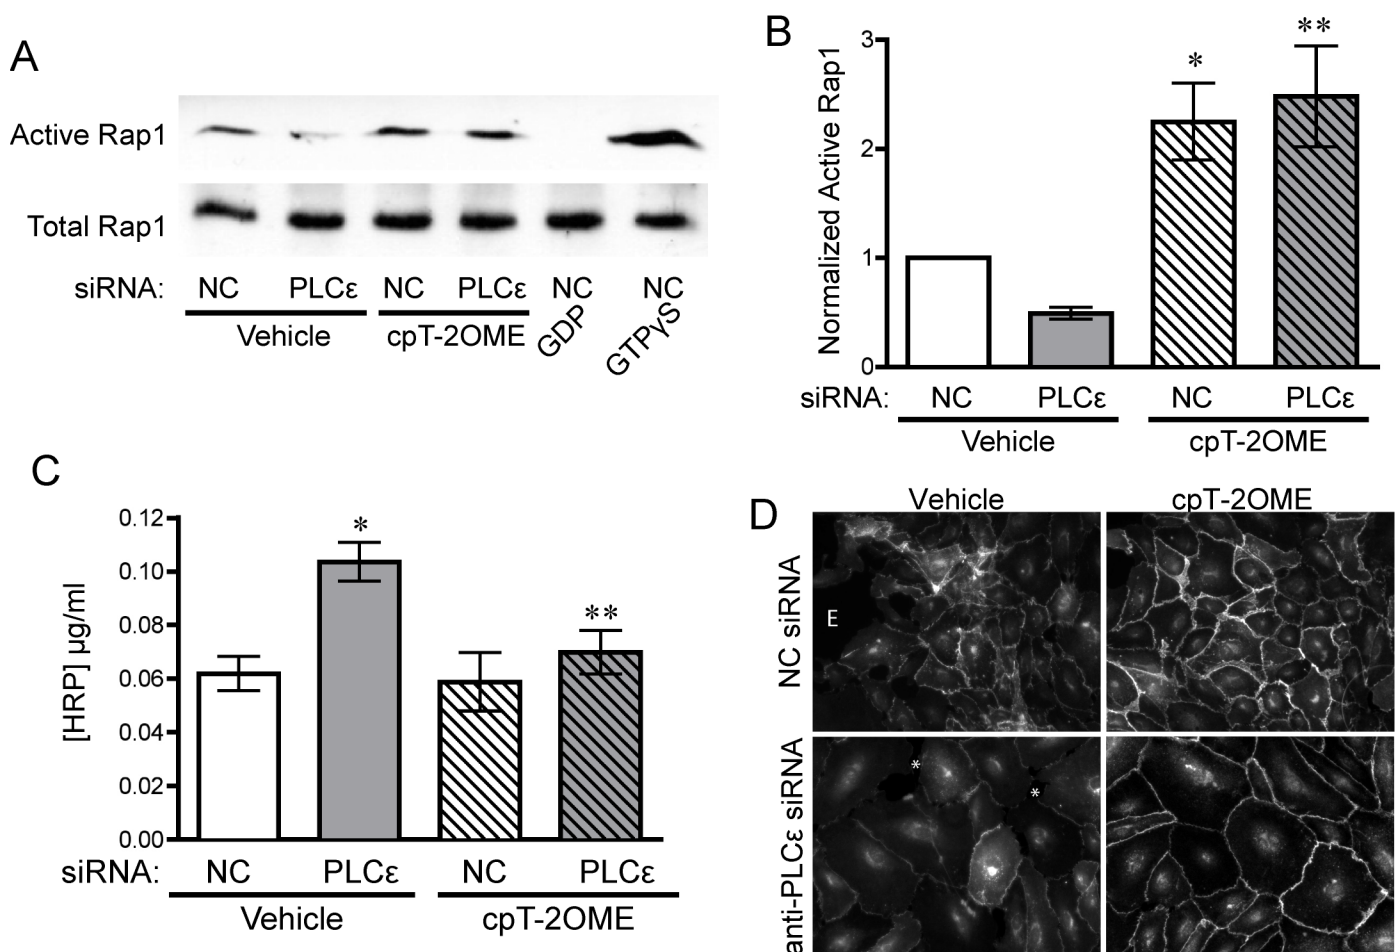 A
Active Rap1
Total Rap1
siRNA: NC PLCε NC PLCε NC NC
Vehicle cpT-2OME GDP GTPγS
B
Normalized Active Rap1
3
2
1
0
* **
siRNA: NC PLCε NC PLCε
Vehicle cpT-2OME
C
[HRP] µg/ml
0.12
0.10
0.08
0.06
0.04
0.02
0.00
* **
siRNA: NC PLCε NC PLCε
Vehicle cpT-2OME
D
Vehicle cpT-2OME
NC siRNA
E
anti-PLCε siRNA
* *